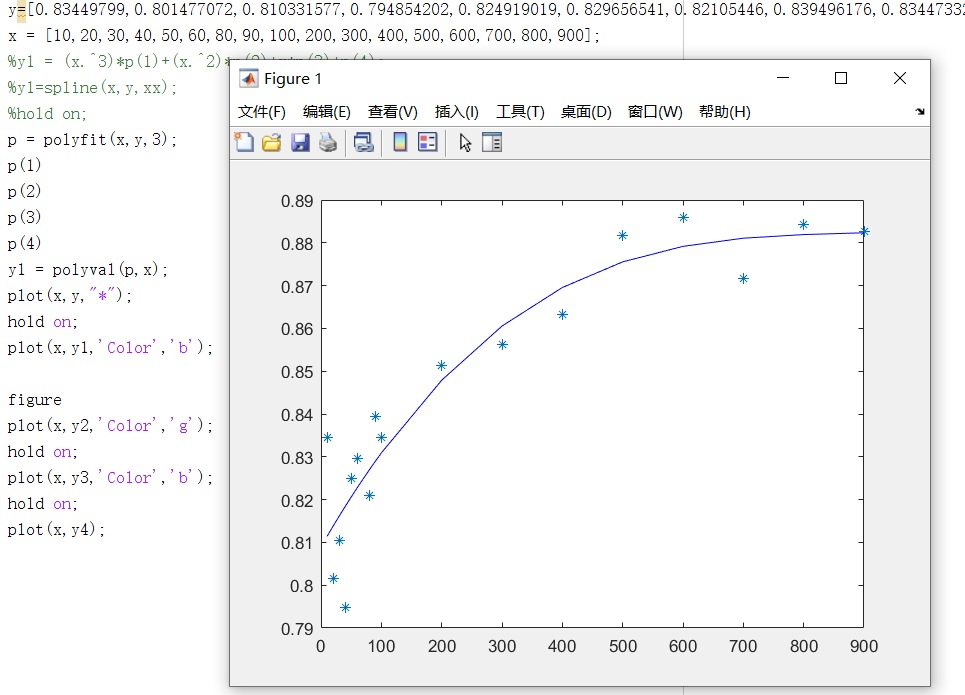 y=[0.83449799,0.801477072,0.810331577,0.794854202,0.824919019,0.829656541,0.82105446,0.839496176,0.83447332
x = [10,20,30,40,50,60,80,90,100,200,300,400,500,600,700,800,900];
%y1 = (x.^3)*p(1)+(x.^2)*
%y1=spline(x,y,xx);
%hold on;
p = polyfit(x,y,3);
p(1)
p(2)
p(3)
p(4)
y1 = polyval(p,x);
plot(x,y,"*");
hold on;
plot(x,y1,'Color','b');
figure
plot(x,y2,'Color','g');
hold on;
plot(x,y3,'Color','b');
hold on;
plot(x,y4);
Figure 1
文件(F) 编辑(E) 查看(V) 插入(I) 工具(T) 桌面(D) 窗口(W) 帮助(H)
0.89
0.88
0.87
0.86
0.85
0.84
0.83
0.82
0.81
0.8
0.79
0 100 200 300 400 500 600 700 800 900